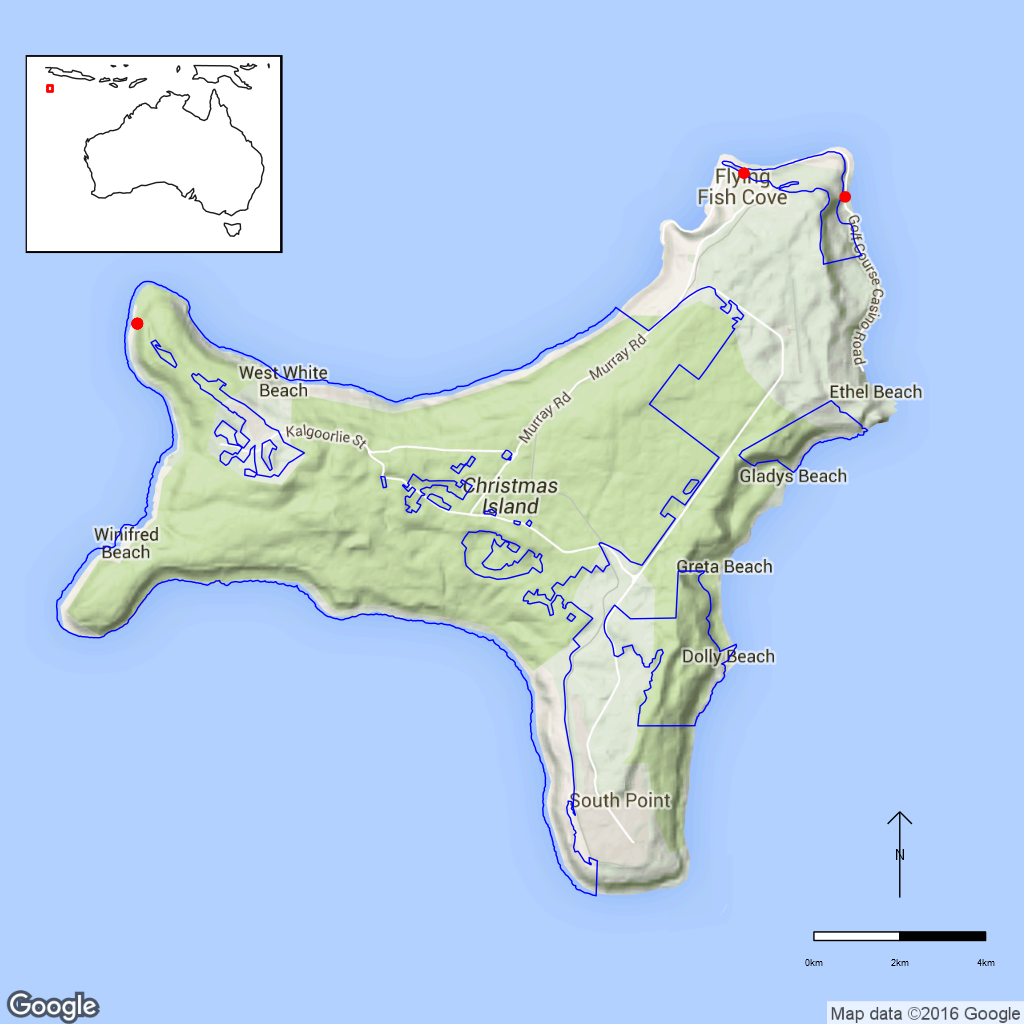 Flying
Fish Cove
Golf Course Casino Road
Murray Rd
West White
Beach
Ethel Beach
Murray Rd
Kalgoorlie St
Gladys Beach
Christmas
Island
Winifred
Beach
Greta Beach
Dolly Beach
South Point
N
0km 2km 4km
Google
Map data ©2016 Google